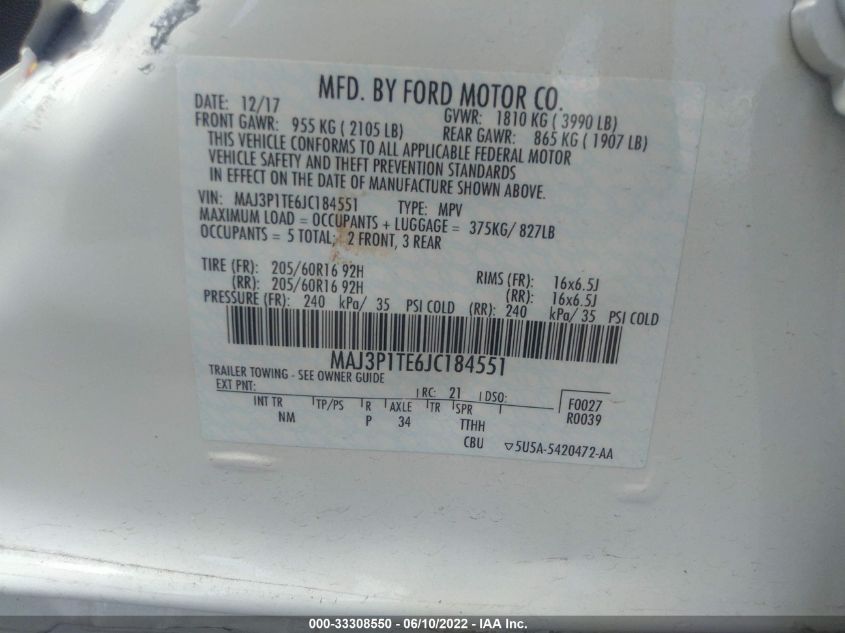 MFD. BY FORD MOTOR CO.
DATE: 12/17 GVWR: 1810 KG ( 3990 LB)
FRONT GAWR: 955 KG ( 2105 LB) REAR GAWR: 865 KG ( 1907 LB)
THIS VEHICLE CONFORMS TO ALL APPLICABLE FEDERAL MOTOR
VEHICLE SAFETY AND THEFT PREVENTION STANDARDS
IN EFFECT ON THE DATE OF MANUFACTURE SHOWN ABOVE.
VIN: MAJ3P1TE6JC184551 TYPE: MPV
MAXIMUM LOAD = OCCUPANTS + LUGGAGE = 375KG/ 827LB
OCCUPANTS = 5 TOTAL; 2 FRONT, 3 REAR
TIRE (FR): 205/60R16 92H RIMS (FR): 16x6.5J
(RR): 205/60R16 92H (RR): 16x6.5J
PRESSURE (FR): 240 kPa/ 35 PSI COLD (RR): 240 kPa/ 35 PSI COLD
MAJ3P1TE6JC184551
TRAILER TOWING - SEE OWNER GUIDE
EXT PNT: RC: 21 DSO: F0027
INT TR TP/PS R AXLE TR SPR R0039
NM P 34 TTHH
CBU 5U5A-5420472-AA
000-33308550 - 06/10/2022 - IAAI.com